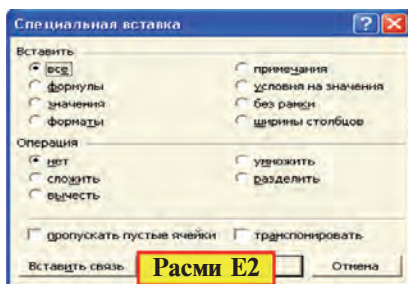 Специальная вставка
Вставить
все
примечания
формулы
условия на значения
значения
без рамки
форматы
ширины столбцов
Операция
нет
умножить
сложить
разделить
вычесть
пропускать пустые ячейки
транспонировать
Вставить связь
Расми Е2
Отмена